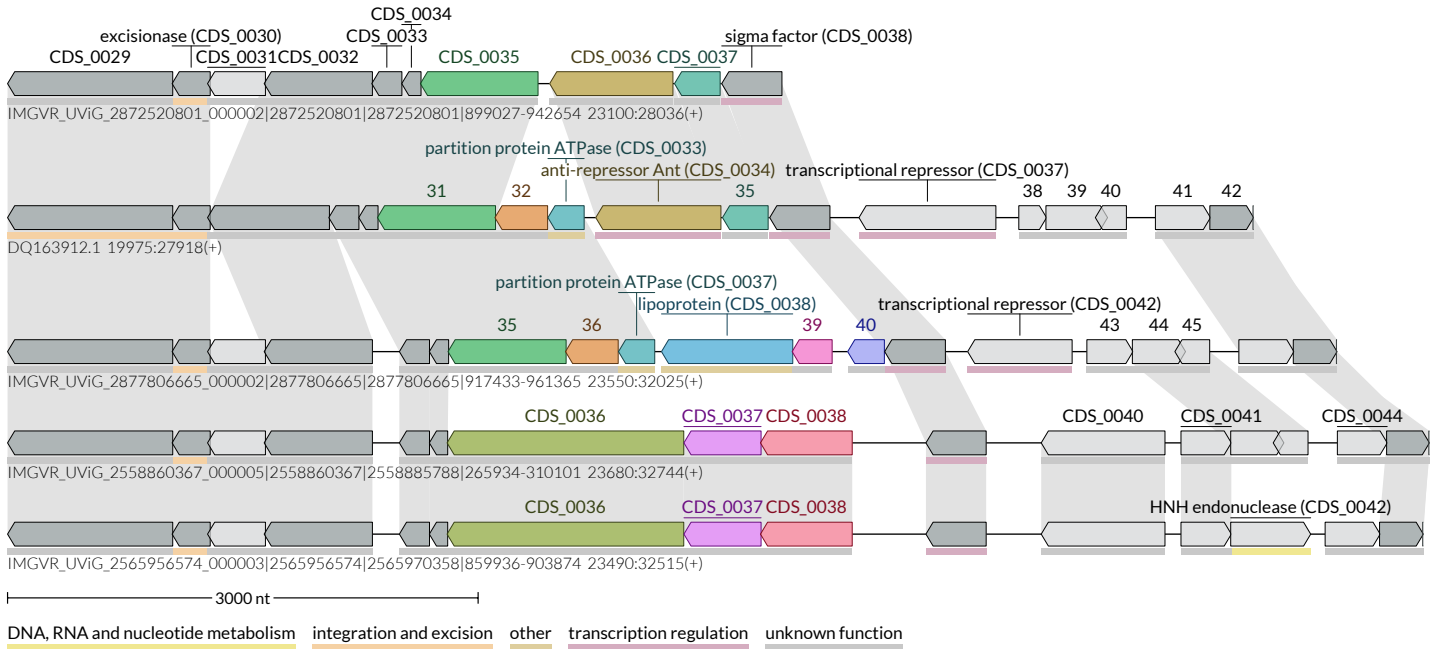 CDS_0034
excisionase (CDS_0030) CDS_0033 sigma factor (CDS_0038)
CDS_0029 CDS_0031 CDS_0032 CDS_0035 CDS_0036 CDS_0037
IMGVR_UViG_2872520801_000002|2872520801|2872520801|899027-942654 23100:28036(+)
partition protein ATPase (CDS_0033)
anti-repressor Ant (CDS_0034) transcriptional repressor (CDS_0037)
31 32 35 38 39 40 41 42
DQ163912.1 19975:27918(+)
partition protein ATPase (CDS_0037)
lipoprotein (CDS_0038) transcriptional repressor (CDS_0042)
35 36 39 40 43 44 45
IMGVR_UViG_2877806665_000002|2877806665|2877806665|917433-961365 23550:32025(+)
CDS_0036 CDS_0037 CDS_0038 CDS_0040 CDS_0041 CDS_0044
IMGVR_UViG_2558860367_000005|2558860367|2558885788|265934-310101 23680:32744(+)
CDS_0036 CDS_0037 CDS_0038 HNH endonuclease (CDS_0042)
IMGVR_UViG_2565956574_000003|2565956574|2565970358|859936-903874 23490:32515(+)
3000 nt
DNA, RNA and nucleotide metabolism integration and excision other transcription regulation unknown function